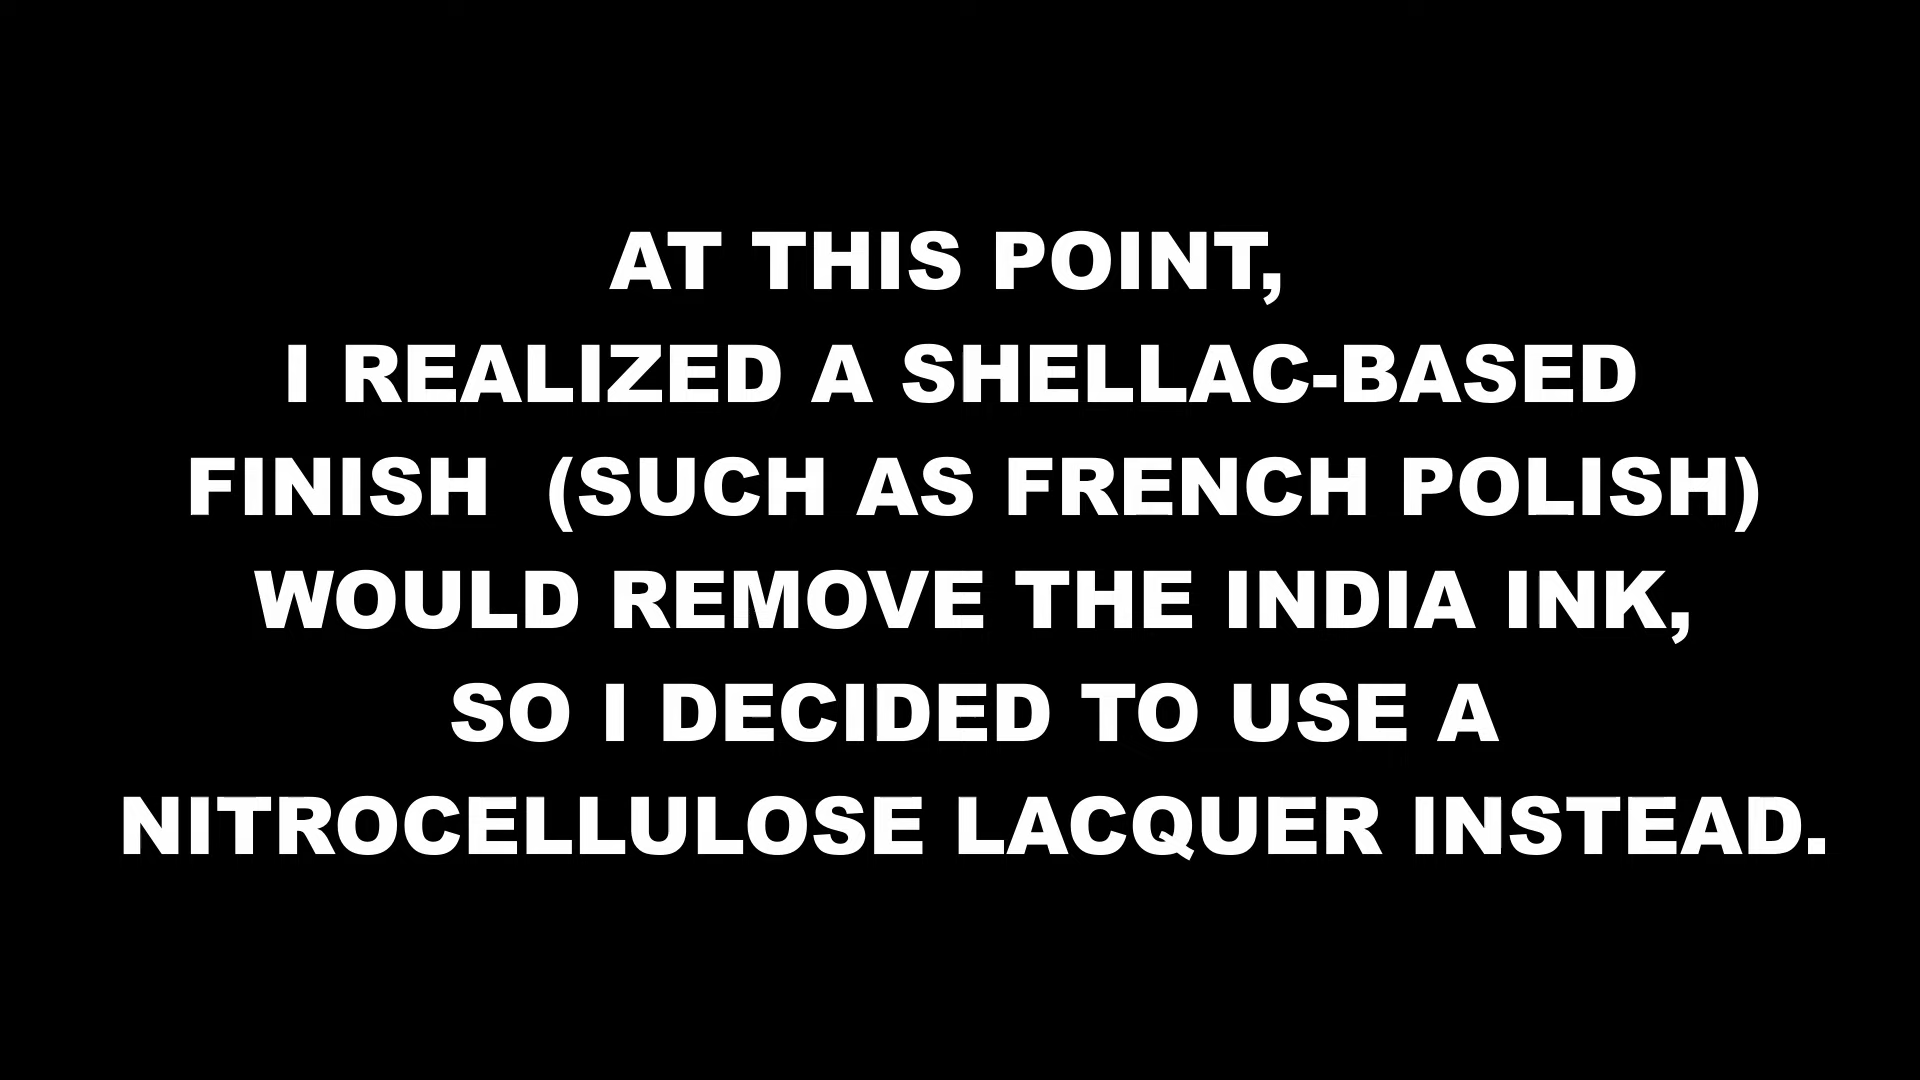 AT THIS POINT,
I REALIZED A SHELLAC-BASED
FINISH  (SUCH AS FRENCH POLISH)
WOULD REMOVE THE INDIA INK,
SO I DECIDED TO USE A
NITROCELLULOSE LACQUER INSTEAD.